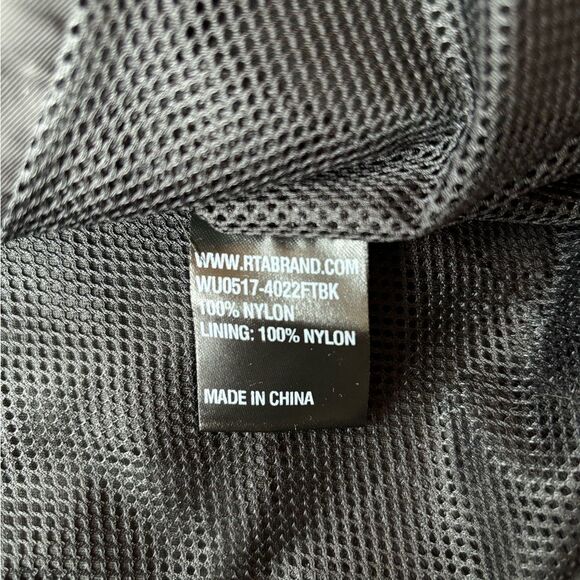 WWW.RTABRAND.COM
WU0517-4022FTBK
100% NYLON
LINING: 100% NYLON
MADE IN CHINA